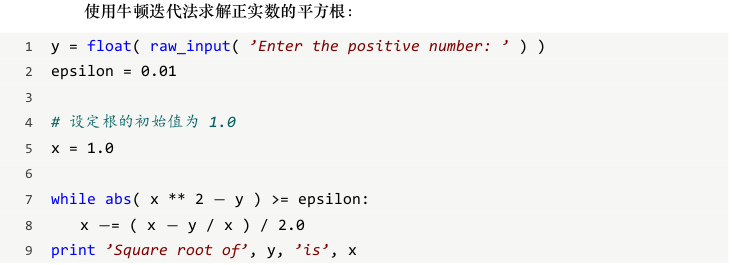 使用牛顿迭代法求解正实数的平方根：
1 y = float( raw_input( ’Enter the positive number: ’ ) )
2 epsilon = 0.01
3
4 # 设定根的初始值为 1.0
5 x = 1.0
6
7 while abs( x ** 2 − y ) >= epsilon:
8 x −= ( x − y / x ) / 2.0
9 print ’Square root of’, y, ’is’, x